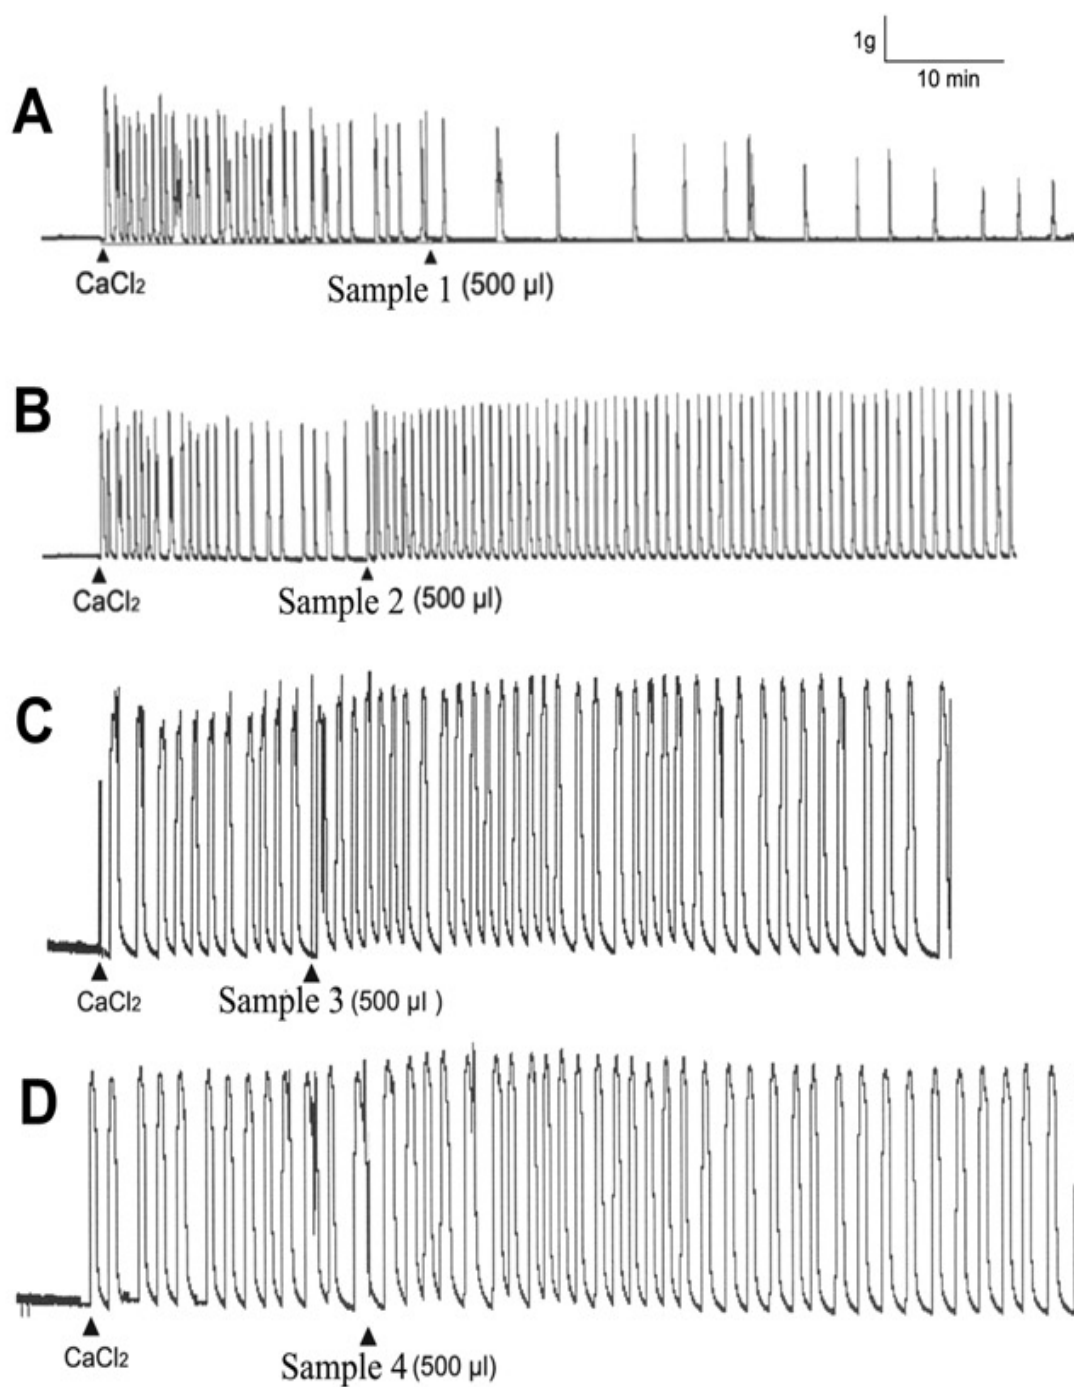 1g
10 min
A
CaCl₂
Sample 1 (500 µl)
B
CaCl₂
Sample 2 (500 µl)
C
CaCl₂
Sample 3 (500 µl )
D
CaCl₂
Sample 4 (500 µl)